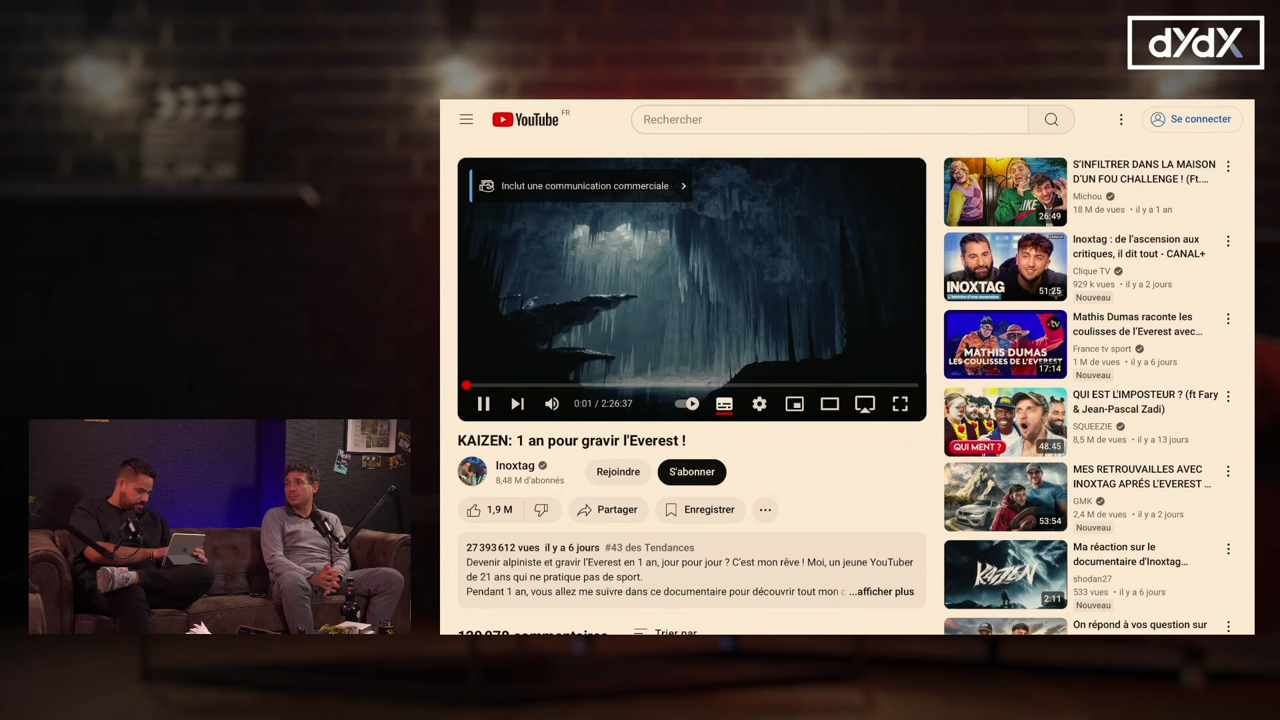 dYdX
YouTube FR
Rechercher
Se connecter
Inclut une communication commerciale
0:01 / 2:26:37
KAIZEN: 1 an pour gravir l'Everest !
Inoxtag
8,48 M d'abonnés
Rejoindre
S'abonner
1,9 M
Partager
Enregistrer
27 393 612 vues il y a 6 jours #43 des Tendances
Devenir alpiniste et gravir l'Everest en 1 an, jour pour jour ? C'est mon rêve ! Moi, un jeune YouTubeur
de 21 ans qui ne pratique pas de sport.
Pendant 1 an, vous allez me suivre dans ce documentaire pour découvrir tout mon c ...afficher plus
Trier par
26:49
S'INFILTRER DANS LA MAISON
D'UN FOU CHALLENGE ! (Ft....
Michou
18 M de vues • il y a 1 an
INOXTAG
51:25
Inoxtag : de l'ascension aux
critiques, il dit tout - CANAL+
Clique TV
929 k vues • il y a 2 jours
Nouveau
MATHIS DUMAS
LES COULISSES DE L'EVEREST
17:14
Mathis Dumas raconte les
coulisses de l'Everest avec...
France tv sport
1 M de vues • il y a 6 jours
Nouveau
QUI MENT ?
48:45
QUI EST L'IMPOSTEUR ? (ft Fary
& Jean-Pascal Zadi)
SQUEEZIE
8,5 M de vues • il y a 13 jours
53:54
MES RETROUVAILLES AVEC
INOXTAG APRÉS L'EVEREST ...
GMK
2,4 M de vues • il y a 2 jours
Nouveau
KAIZEN
2:11
Ma réaction sur le
documentaire d'Inoxtag...
shodan27
533 vues • il y a 6 jours
Nouveau
On répond à vos question sur